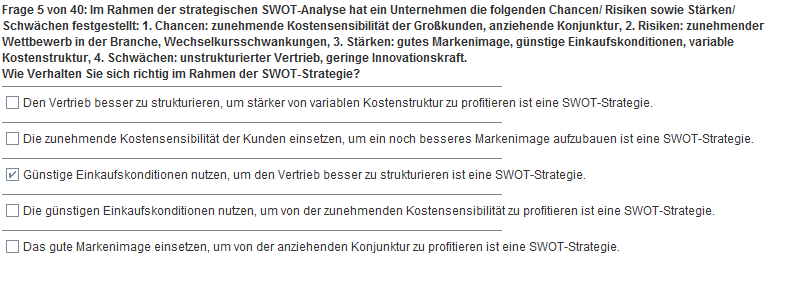 Frage 5 von 40: Im Rahmen der strategischen SWOT-Analyse hat ein Unternehmen die folgenden Chancen/ Risiken sowie Stärken/
Schwächen festgestellt: 1. Chancen: zunehmende Kostensensibilität der Großkunden, anziehende Konjunktur, 2. Risiken: zunehmender
Wettbewerb in der Branche, Wechselkursschwankungen, 3. Stärken: gutes Markenimage, günstige Einkaufskonditionen, variable
Kostenstruktur, 4. Schwächen: unstrukturierter Vertrieb, geringe Innovationskraft.
Wie Verhalten Sie sich richtig im Rahmen der SWOT-Strategie?
Den Vertrieb besser zu strukturieren, um stärker von variablen Kostenstruktur zu profitieren ist eine SWOT-Strategie.
Die zunehmende Kostensensibilität der Kunden einsetzen, um ein noch besseres Markenimage aufzubauen ist eine SWOT-Strategie.
Günstige Einkaufskonditionen nutzen, um den Vertrieb besser zu strukturieren ist eine SWOT-Strategie.
Die günstigen Einkaufskonditionen nutzen, um von der zunehmenden Kostensensibilität zu profitieren ist eine SWOT-Strategie.
Das gute Markenimage einsetzen, um von der anziehenden Konjunktur zu profitieren ist eine SWOT-Strategie.